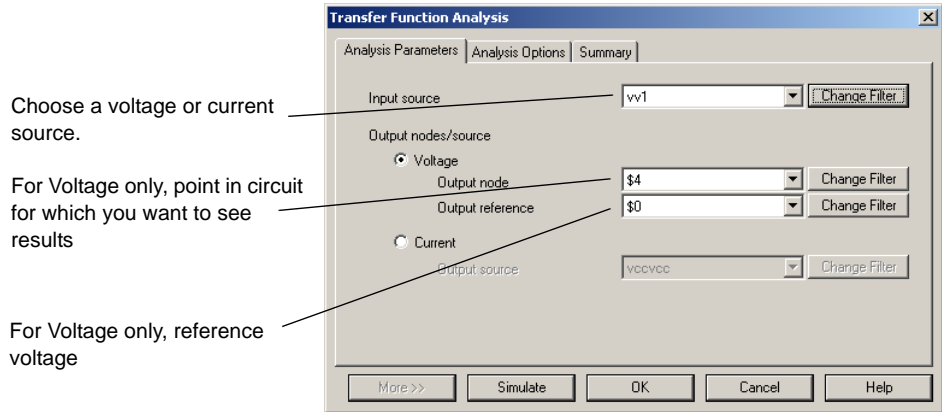 Transfer Function Analysis
Analysis Parameters Analysis Options Summary
Choose a voltage or current
source.
Input source vv1 Change Filter
Output nodes/source
Voltage
For Voltage only, point in circuit
for which you want to see
results
Output node $4 Change Filter
Output reference $0 Change Filter
Current
Output source vccvcc Change Filter
For Voltage only, reference
voltage
More >> Simulate OK Cancel Help